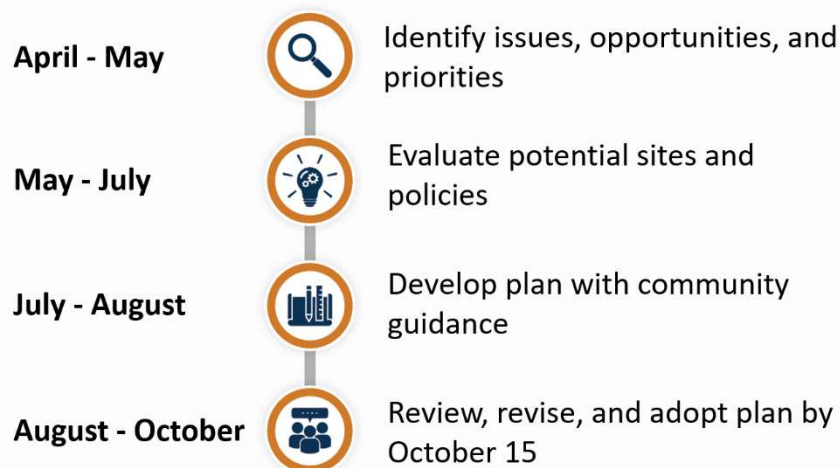 April - May
Identify issues, opportunities, and
priorities
May - July
Evaluate potential sites and
policies
July - August
Develop plan with community
guidance
August - October
Review, revise, and adopt plan by
October 15